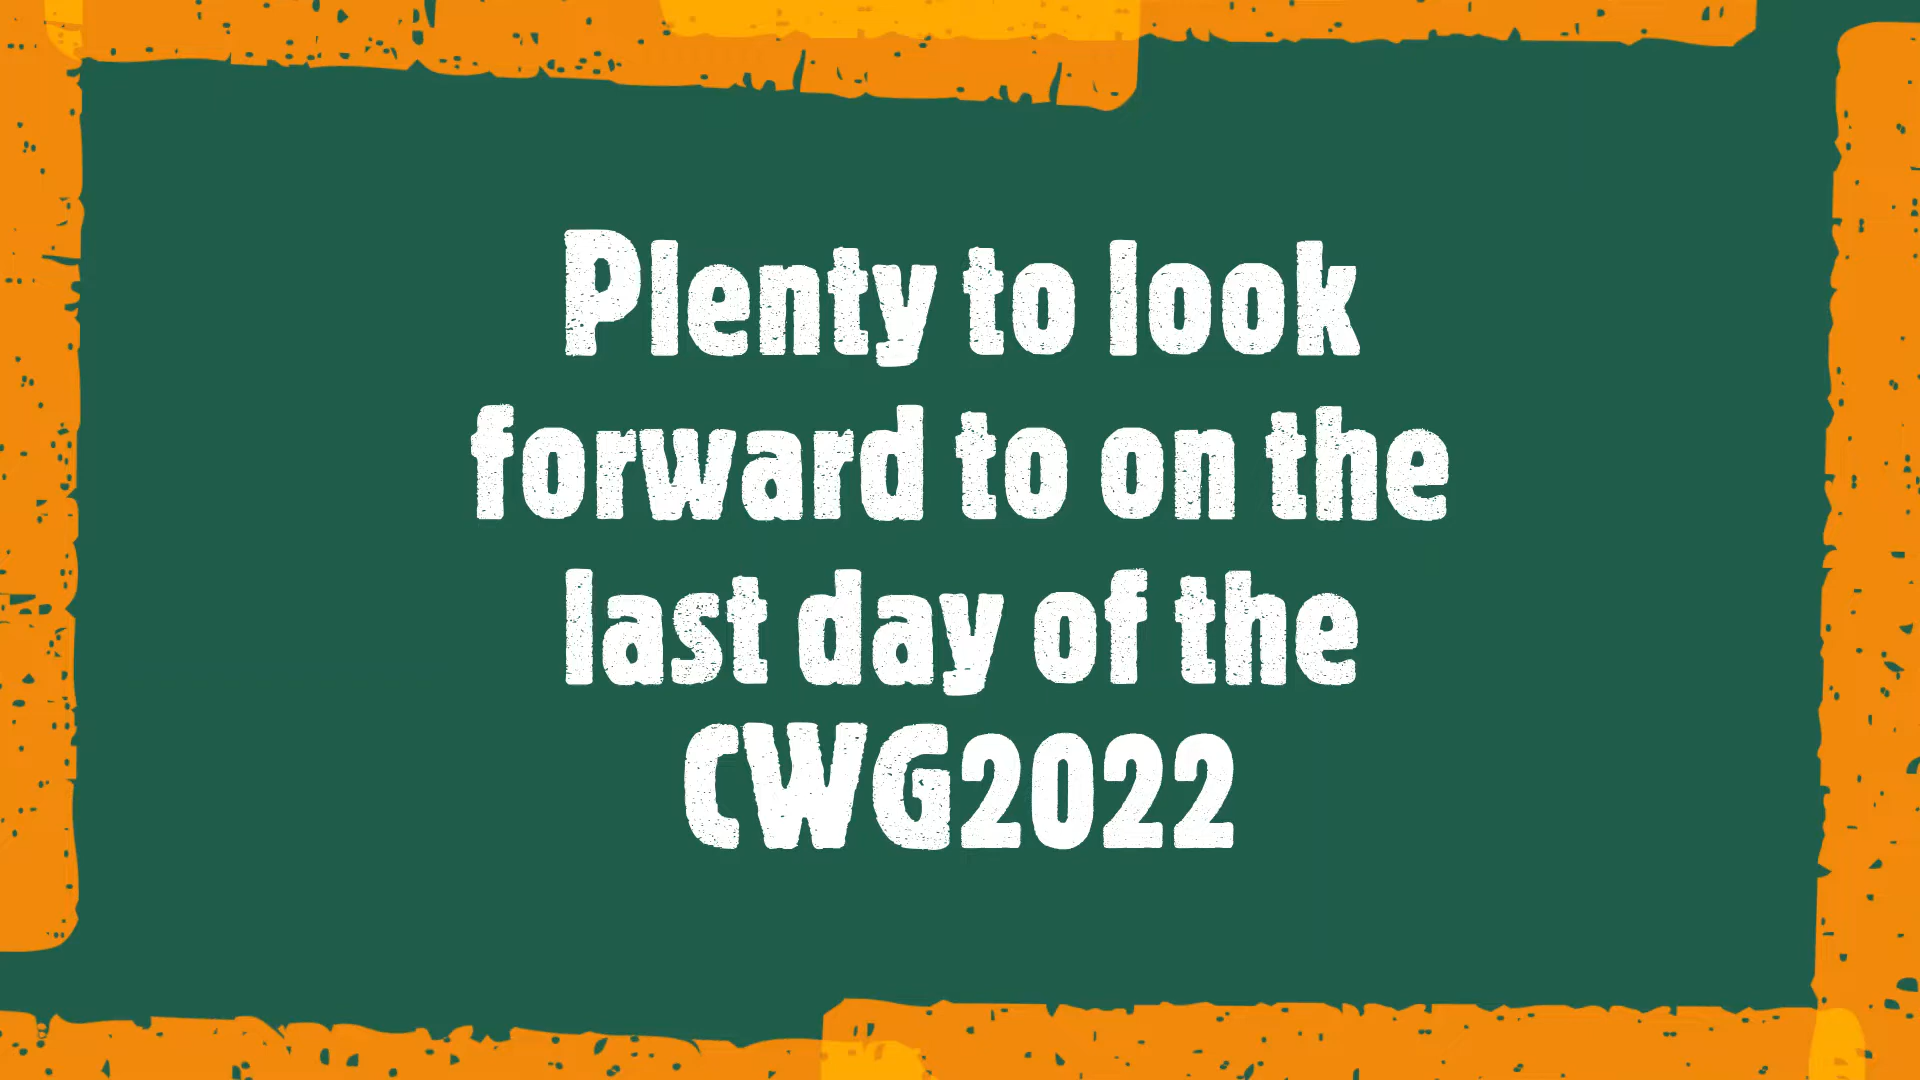 Plenty to look
forward to on the
last day of the
CWG2022